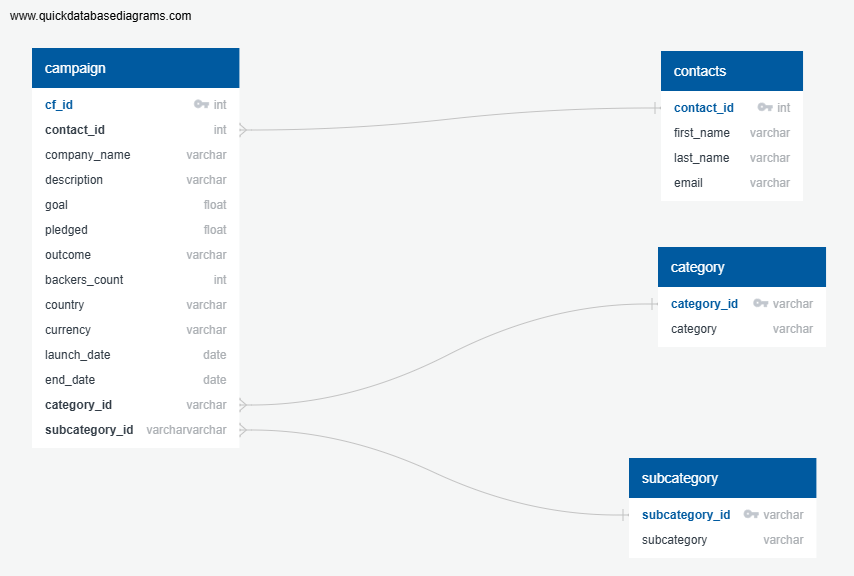 www.quickdatabasediagrams.com
campaign
cf_id int
contact_id int
company_name varchar
description varchar
goal float
pledged float
outcome varchar
backers_count int
country varchar
currency varchar
launch_date date
end_date date
category_id varchar
subcategory_id varcharvarchar
contacts
contact_id int
first_name varchar
last_name varchar
email varchar
category
category_id varchar
category varchar
subcategory
subcategory_id varchar
subcategory varchar